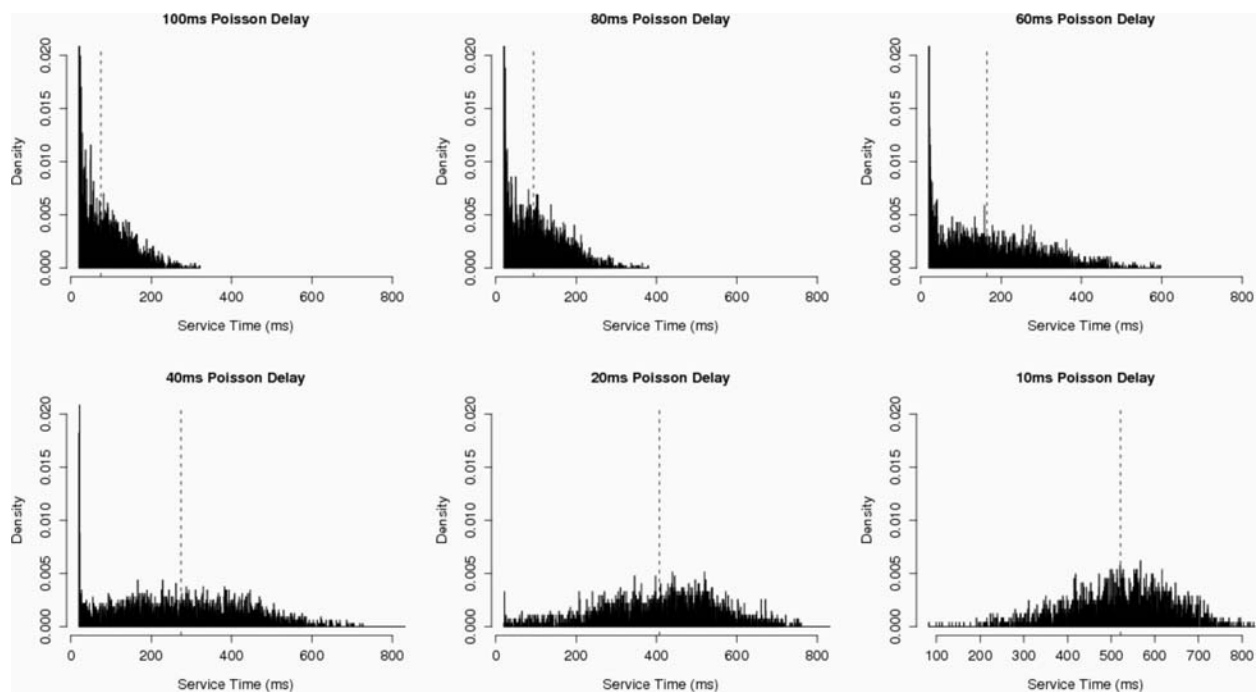 100ms Poisson Delay
80ms Poisson Delay
60ms Poisson Delay
Density
0.000 0.005 0.010 0.015 0.020
0 200 400 600 800
Service Time (ms)
Density
0.000 0.005 0.010 0.015 0.020
0 200 400 600 800
Service Time (ms)
Density
0.000 0.005 0.010 0.015 0.020
0 200 400 600 800
Service Time (ms)
40ms Poisson Delay
20ms Poisson Delay
10ms Poisson Delay
Density
0.000 0.005 0.010 0.015 0.020
0 200 400 600 800
Service Time (ms)
Density
0.000 0.005 0.010 0.015 0.020
0 200 400 600 800
Service Time (ms)
Density
0.000 0.005 0.010 0.015 0.020
100 200 300 400 500 600 700 800
Service Time (ms)